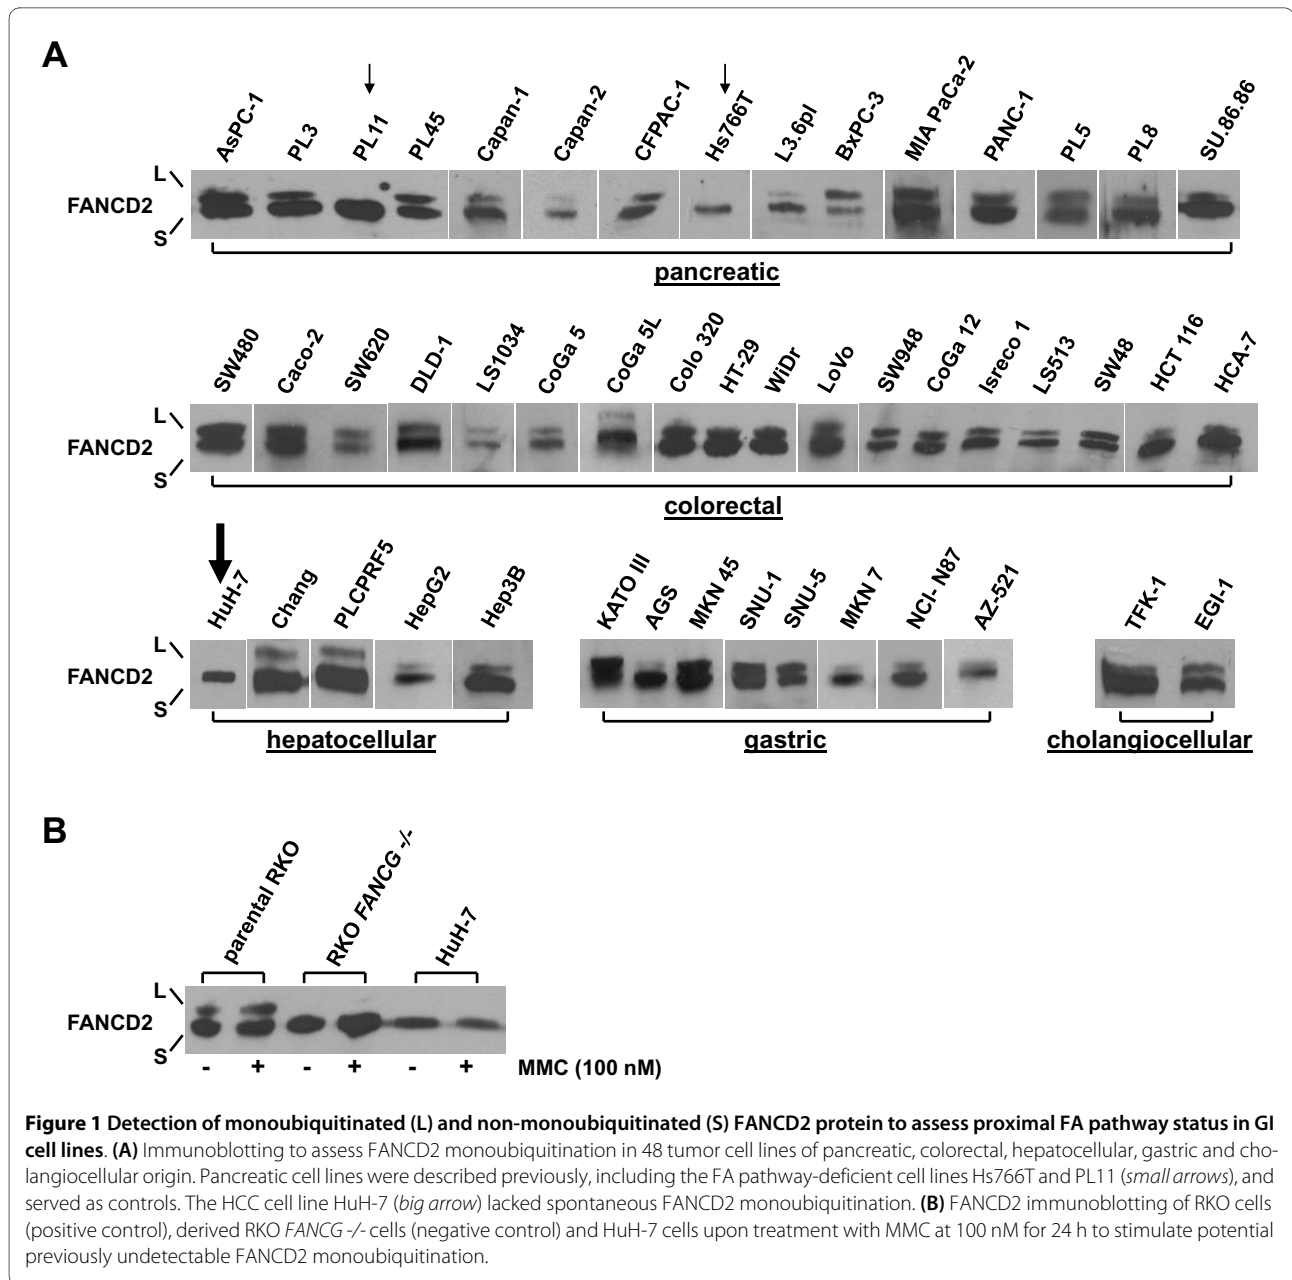 A
AsPC-1 PL3 PL11 PL45 Capan-1 Capan-2 CFPAC-1 Hs766T L3.6pl BxPC-3 MIA PaCa-2 PANC-1 PL5 PL8 SU.86.86
L
FANCD2
S
pancreatic
SW480 Caco-2 SW620 DLD-1 LS1034 CoGa 5 CoGa 5L Colo 320 HT-29 WiDr LoVo SW948 CoGa 12 Isreco 1 LS513 SW48 HCT 116 HCA-7
L
FANCD2
S
colorectal
HuH-7 Chang PLCPRF5 HepG2 Hep3B KATO III AGS MKN 45 SNU-1 SNU-5 MKN 7 NCI- N87 AZ-521 TFK-1 EGI-1
L
FANCD2
S
hepatocellular gastric cholangiocellular
B
parental RKO RKO FANCG -/- HuH-7
L
FANCD2
S
- + - + - + MMC (100 nM)
Figure 1 Detection of monoubiquitinated (L) and non-monoubiquitinated (S) FANCD2 protein to assess proximal FA pathway status in GI
cell lines. (A) Immunoblotting to assess FANCD2 monoubiquitination in 48 tumor cell lines of pancreatic, colorectal, hepatocellular, gastric and cho-
langiocellular origin. Pancreatic cell lines were described previously, including the FA pathway-deficient cell lines Hs766T and PL11 (small arrows), and
served as controls. The HCC cell line HuH-7 (big arrow) lacked spontaneous FANCD2 monoubiquitination. (B) FANCD2 immunoblotting of RKO cells
(positive control), derived RKO FANCG -/- cells (negative control) and HuH-7 cells upon treatment with MMC at 100 nM for 24 h to stimulate potential
previously undetectable FANCD2 monoubiquitination.